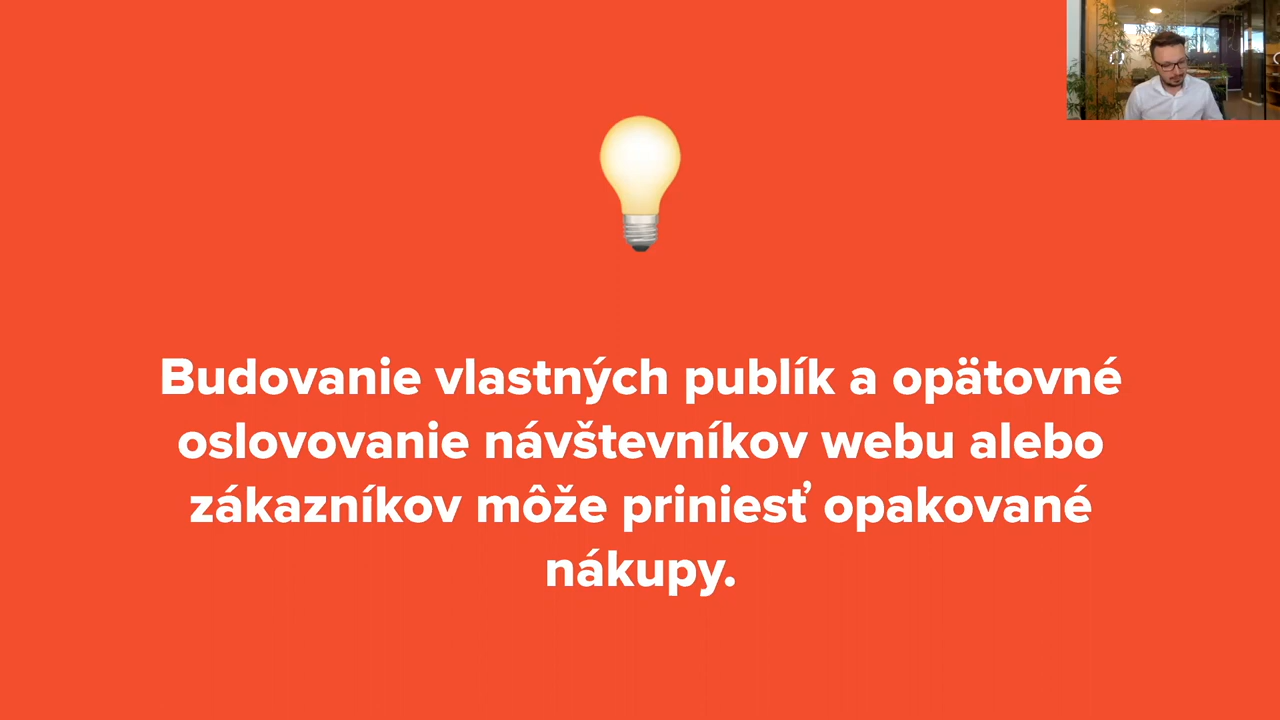 Budovanie vlastných publík a opätovné
oslovovanie návštevníkov webu alebo
zákazníkov môže priniesť opakované
nákupy.